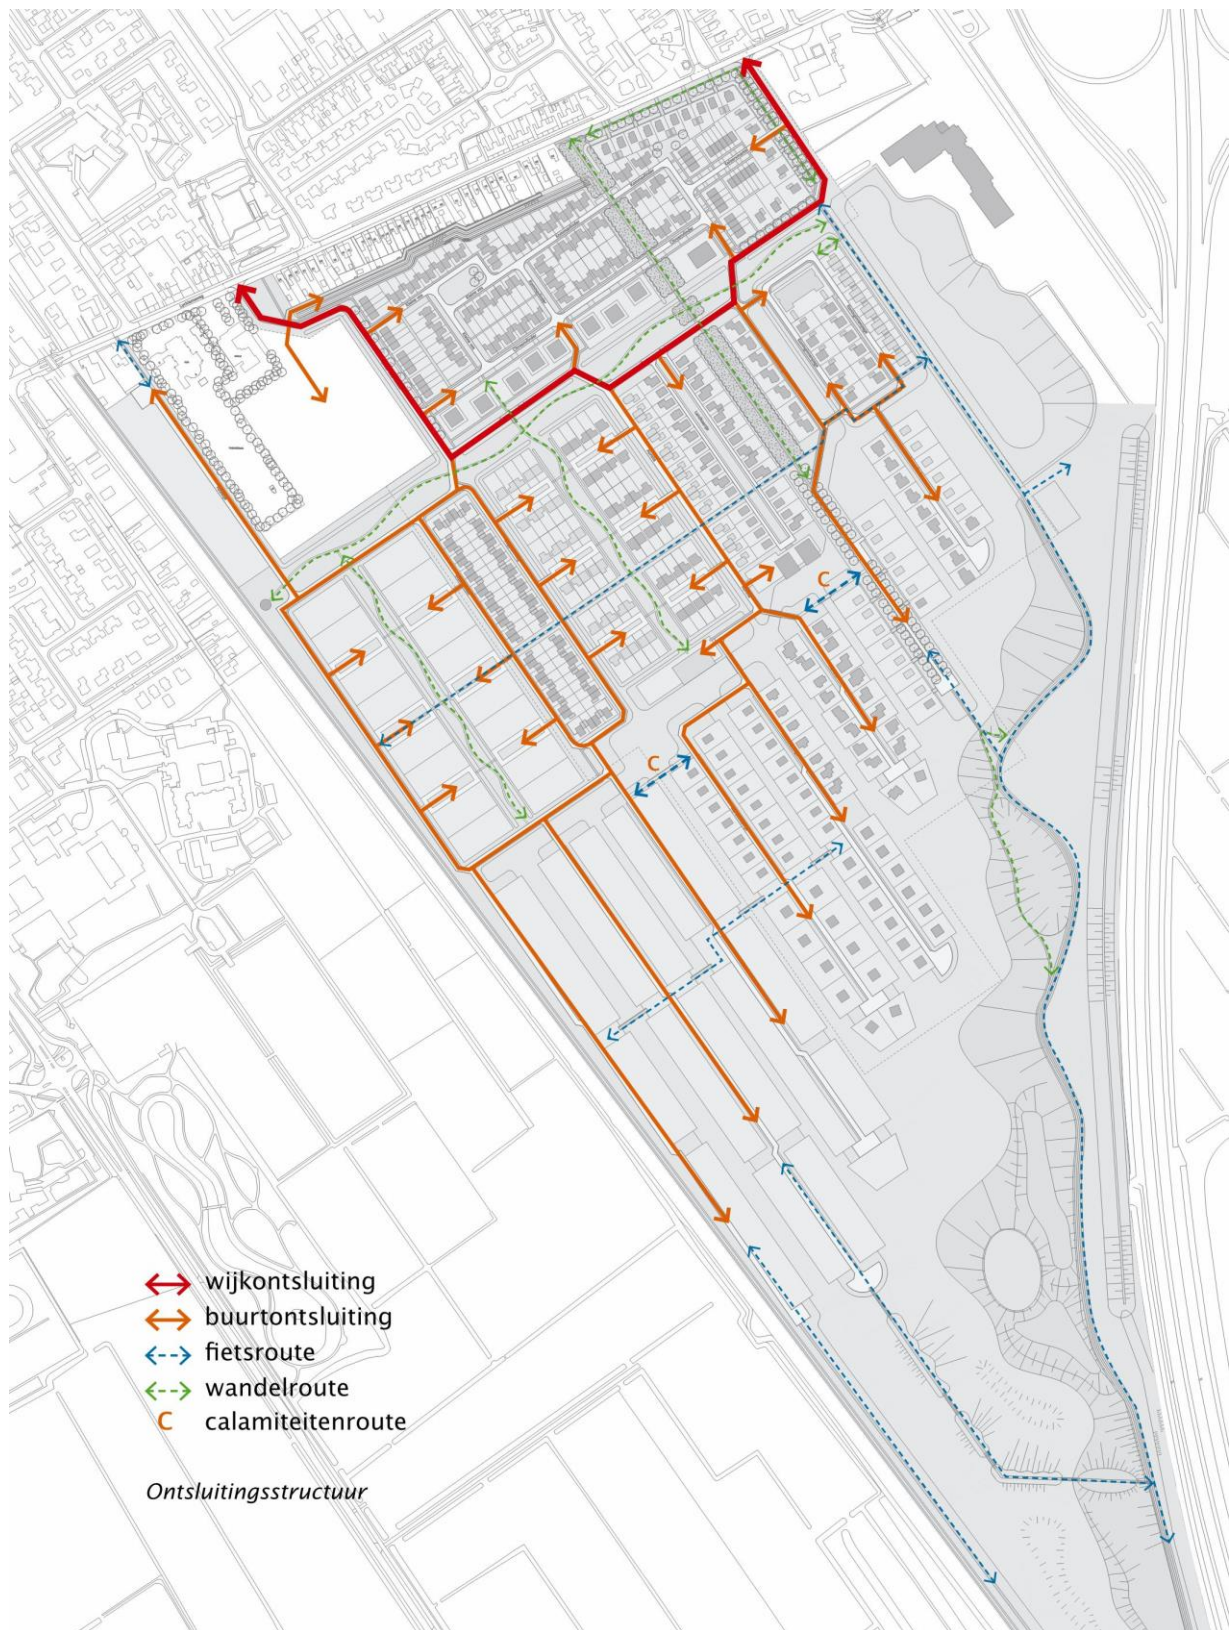 C
C
wijkontsluiting
buurtontsluiting
fietsroute
wandelroute
C calamiteitenroute
Ontsluitingsstructuur